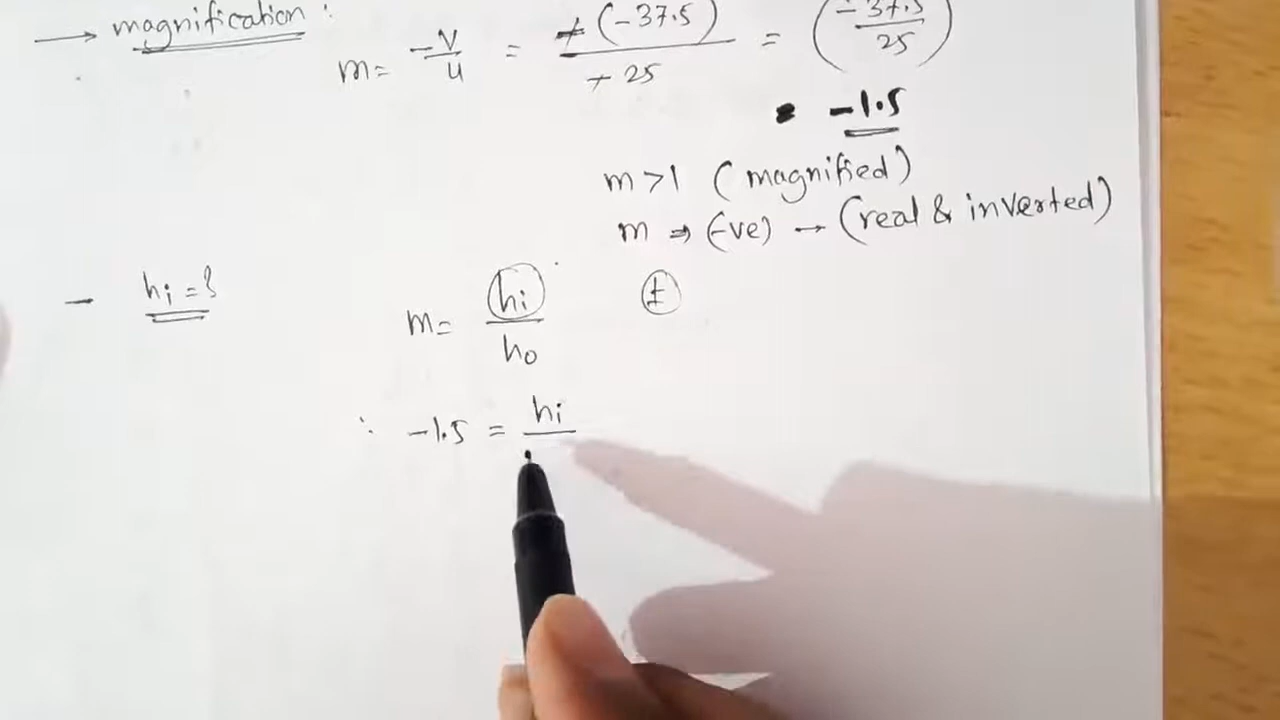 → magnification :
m = -v/u = +(-37.5)/+25 = (-37.5/25)
= -1.5
m>1 (magnified)
m ⇒ (-ve) → (real & inverted)
- hi = ? m = hi/ho ±
∴ -1.5 = hi/